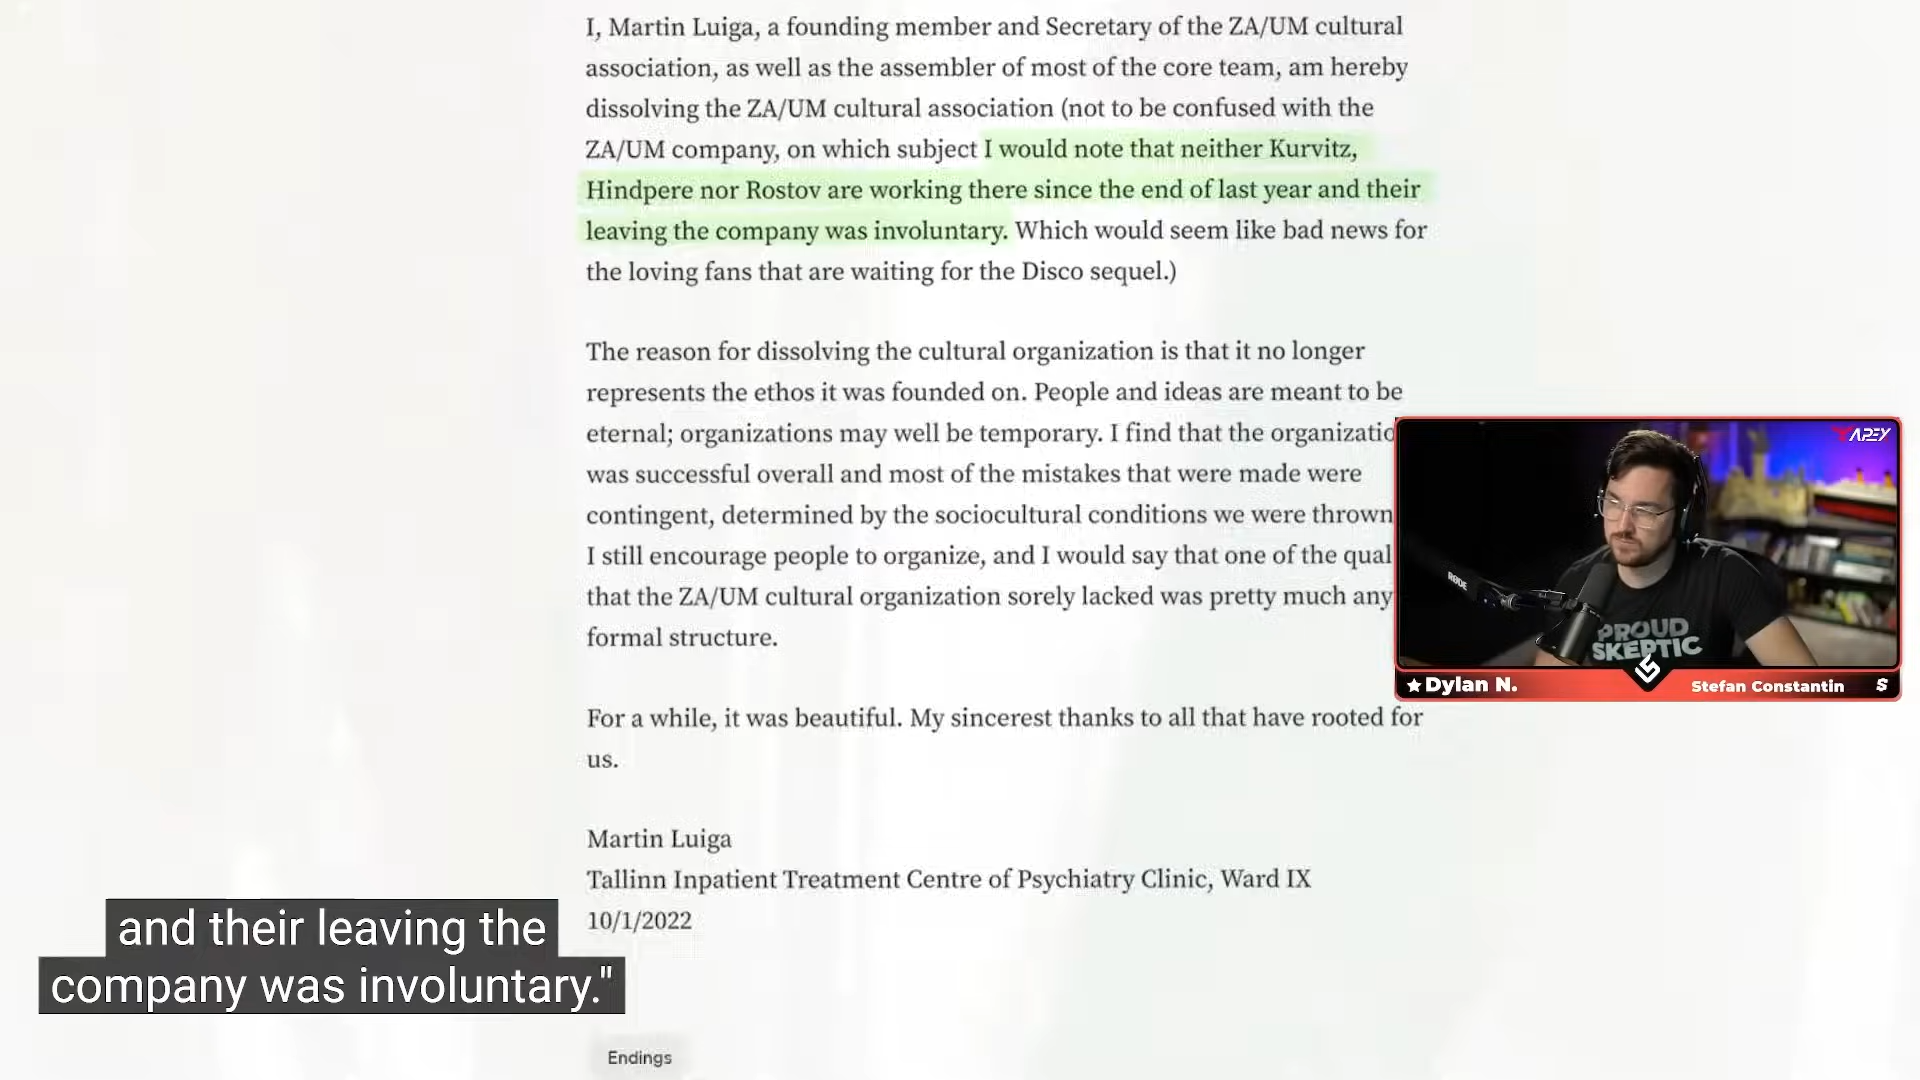 I, Martin Luiga, a founding member and Secretary of the ZA/UM cultural
association, as well as the assembler of most of the core team, am hereby
dissolving the ZA/UM cultural association (not to be confused with the
ZA/UM company, on which subject I would note that neither Kurvitz,
Hindpere nor Rostov are working there since the end of last year and their
leaving the company was involuntary. Which would seem like bad news for
the loving fans that are waiting for the Disco sequel.)
The reason for dissolving the cultural organization is that it no longer
represents the ethos it was founded on. People and ideas are meant to be
eternal; organizations may well be temporary. I find that the organizatio
was successful overall and most of the mistakes that were made were
contingent, determined by the sociocultural conditions we were thrown
I still encourage people to organize, and I would say that one of the qual
that the ZA/UM cultural organization sorely lacked was pretty much any
formal structure.
For a while, it was beautiful. My sincerest thanks to all that have rooted for
us.
Martin Luiga
Tallinn Inpatient Treatment Centre of Psychiatry Clinic, Ward IX
10/1/2022
Endings
APEX
RØDE
PROUD
SKEPTIC
Dylan N.
Stefan Constantin $
and their leaving the
company was involuntary."